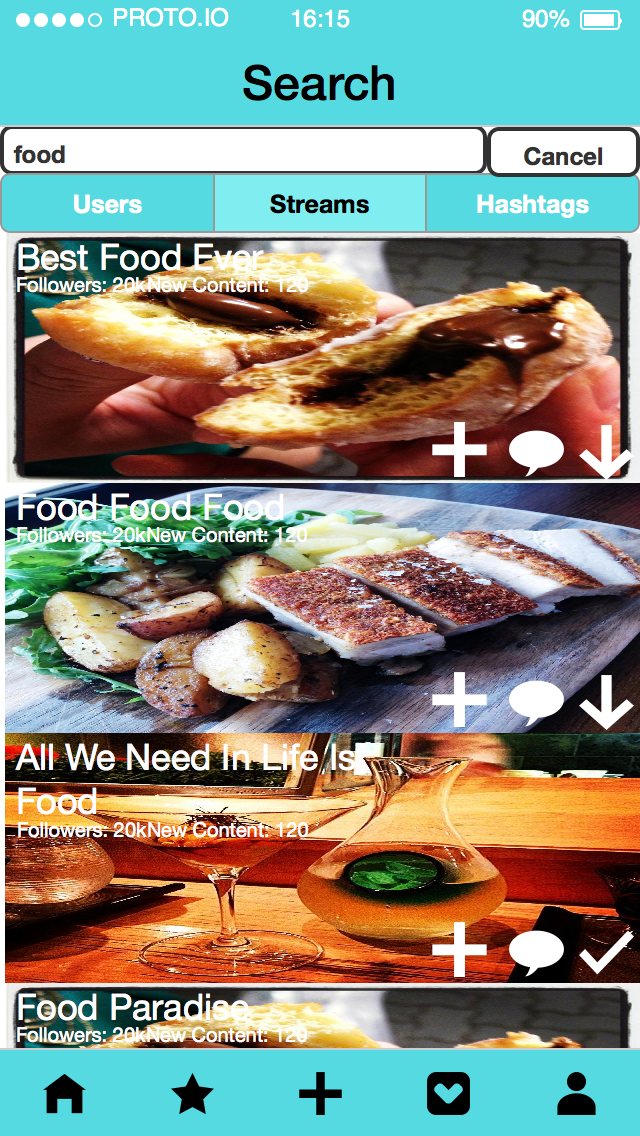 PROTO.IO 16:15 90%
Search
food Cancel
Users Streams Hashtags
Best Food Ever
Followers: 20kNew Content: 120
Food Food Food
Followers: 20kNew Content: 120
All We Need In Life Is
Food
Followers: 20kNew Content: 120
Food Paradise
Followers: 20kNew Content: 120